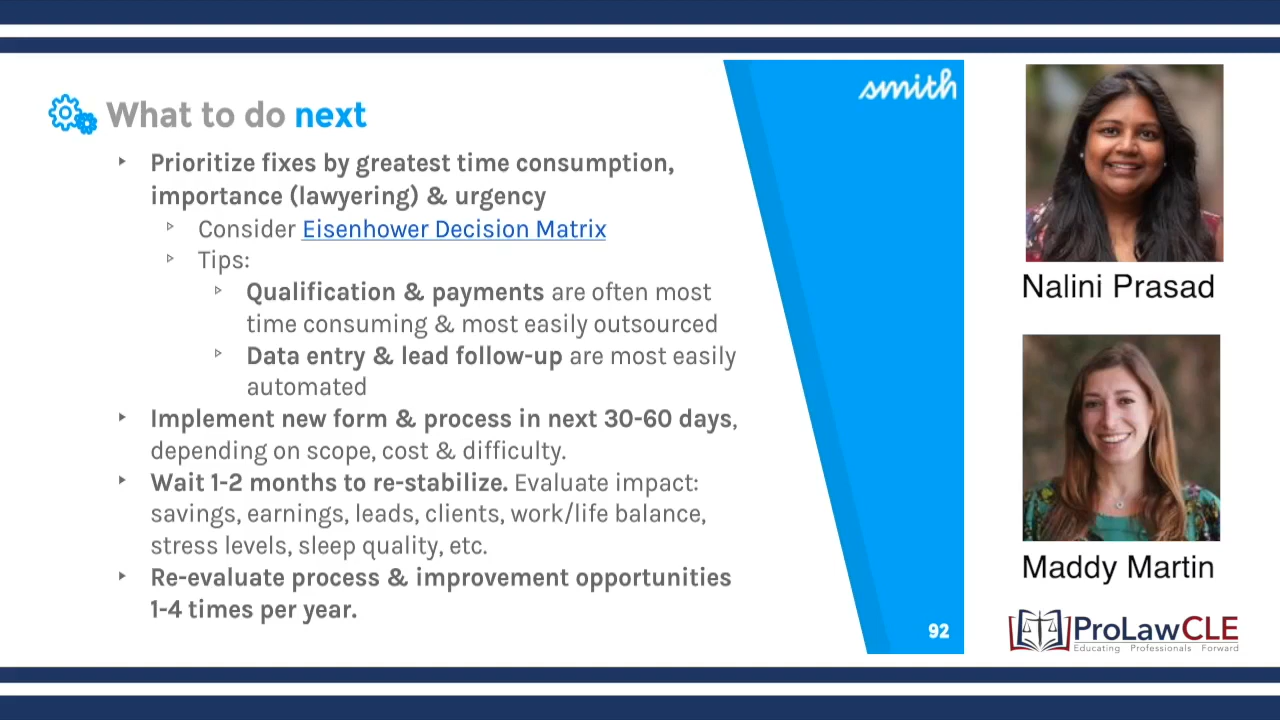 What to do next
‣ Prioritize fixes by greatest time consumption,
importance (lawyering) & urgency
▹ Consider Eisenhower Decision Matrix
▹ Tips:
▹ Qualification & payments are often most
time consuming & most easily outsourced
▹ Data entry & lead follow-up are most easily
automated
‣ Implement new form & process in next 30-60 days,
depending on scope, cost & difficulty.
‣ Wait 1-2 months to re-stabilize. Evaluate impact:
savings, earnings, leads, clients, work/life balance,
stress levels, sleep quality, etc.
‣ Re-evaluate process & improvement opportunities
1-4 times per year.
smith
92
Nalini Prasad
Maddy Martin
ProLawCLE
Educating Professionals Forward